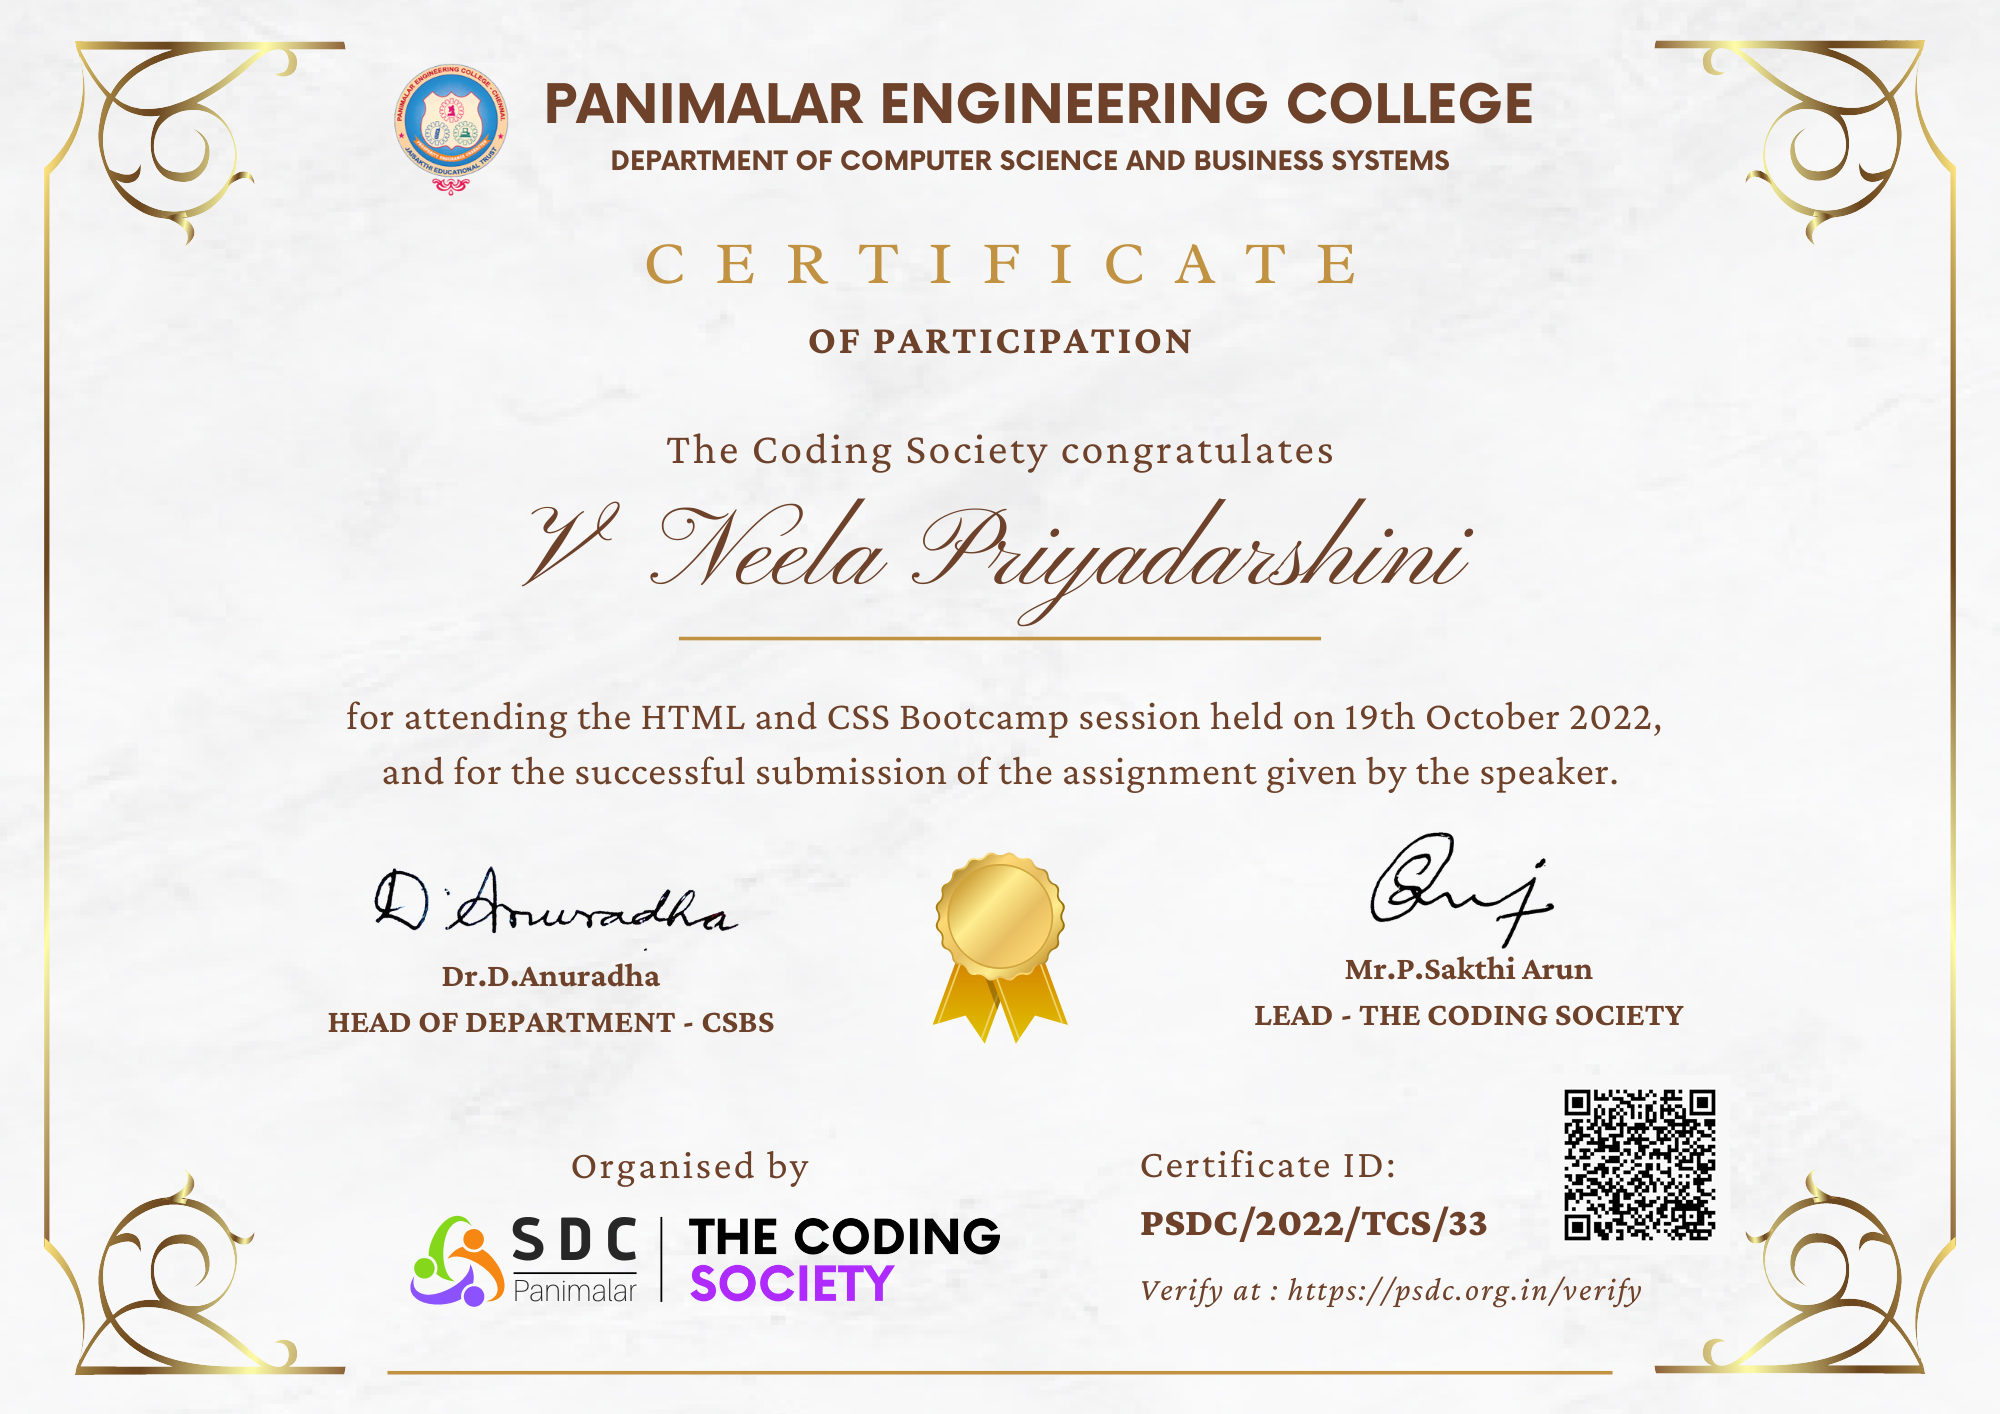 PANIMALAR ENGINEERING COLLEGE - CHENNAI
JAISAKTHI EDUCATIONAL TRUST
PANIMALAR ENGINEERING COLLEGE
DEPARTMENT OF COMPUTER SCIENCE AND BUSINESS SYSTEMS
CERTIFICATE
OF PARTICIPATION
The Coding Society congratulates
V Neela Priyadarshini
for attending the HTML and CSS Bootcamp session held on 19th October 2022,
and for the successful submission of the assignment given by the speaker.
D. Anuradha
Dr.D.Anuradha
HEAD OF DEPARTMENT - CSBS
Mr.P.Sakthi Arun
LEAD - THE CODING SOCIETY
Organised by
SDC
Panimalar
THE CODING
SOCIETY
Certificate ID:
PSDC/2022/TCS/33
Verify at : https://psdc.org.in/verify